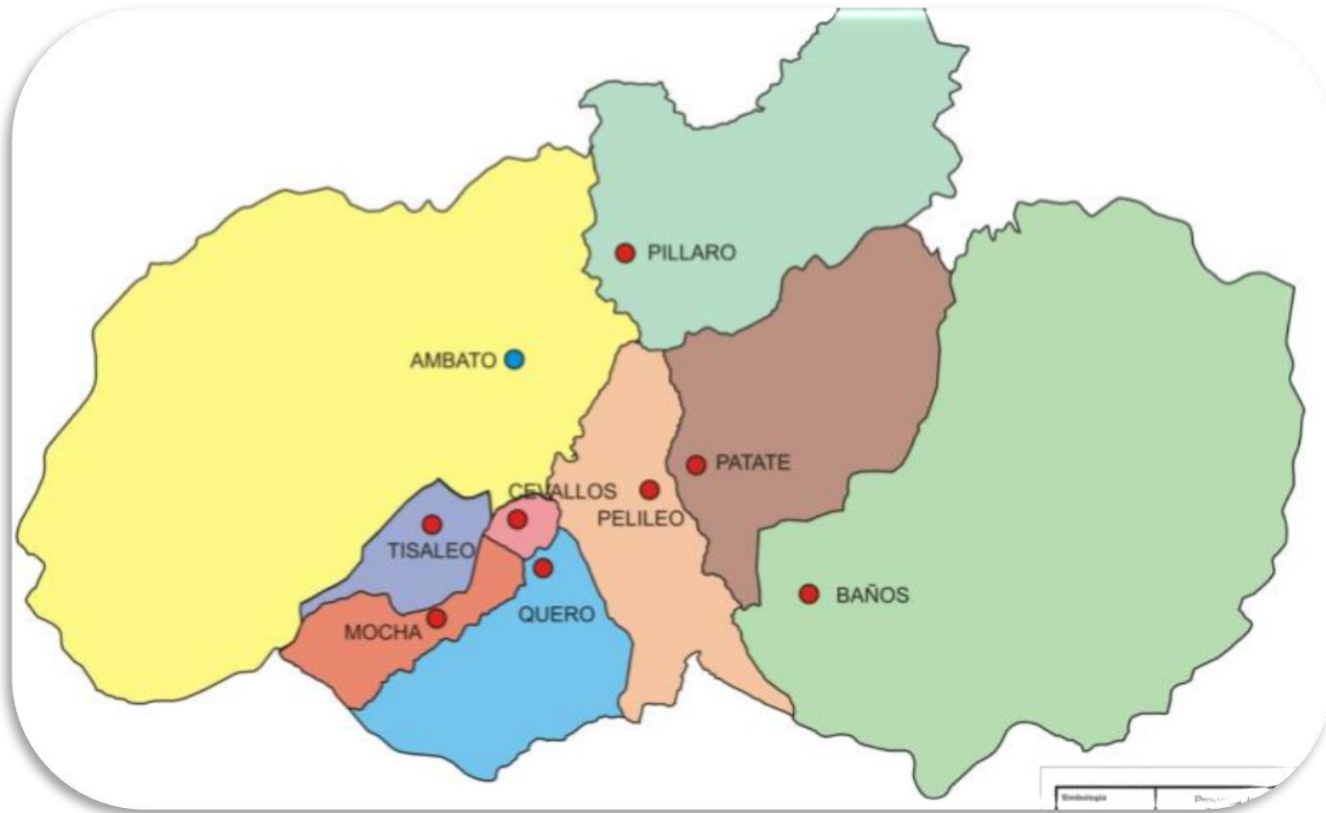 PILLARO
AMBATO
PATATE
CEVALLOS
PELILEO
TISALEO
BAÑOS
QUERO
MOCHA
Simbología